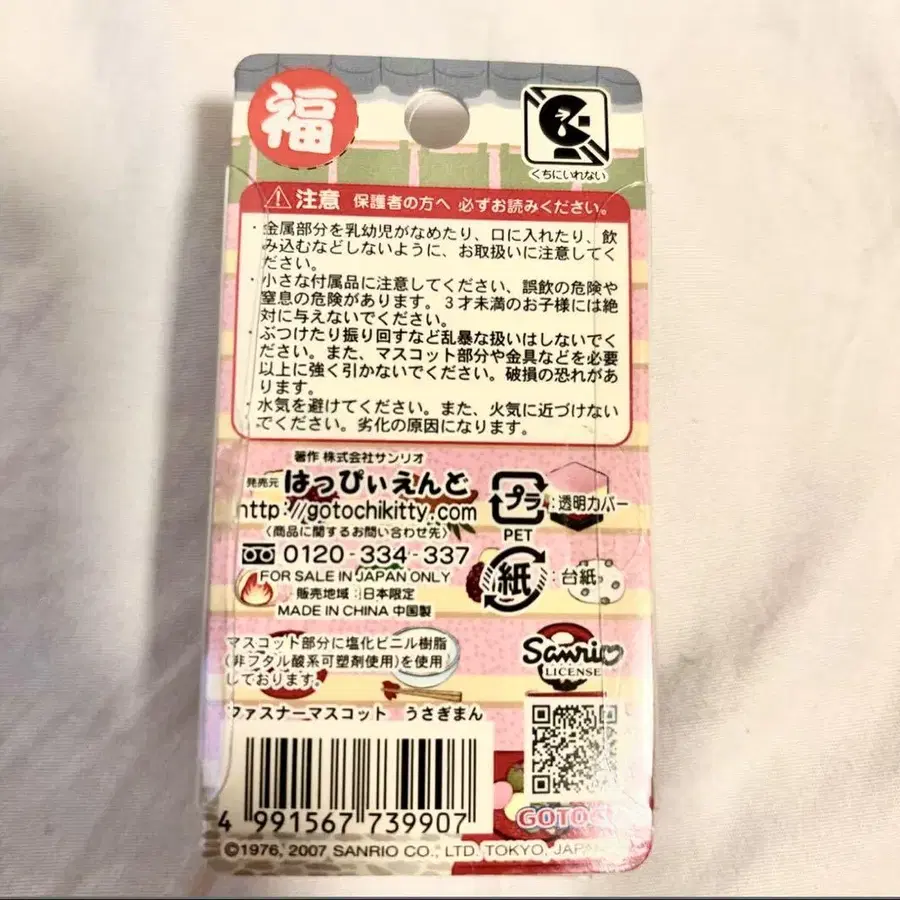 福
くちにいれない
注意 保護者の方へ 必ずお読みください。
・金属部分を乳幼児がなめたり、口に入れたり、飲
み込むなどしないように、お取扱いに注意してく
ださい。
・小さな付属品に注意してください、誤飲の危険や
窒息の危険があります。3才未満のお子様には絶
対に与えないでください。
・ぶつけたり振り回すなど乱暴な扱いはしないでく
ださい。また、マスコット部分や金具などを必要
以上に強く引かないでください。破損の恐れがあ
ります。
・水気を避けてください。また、火気に近づけない
でください。劣化の原因になります。
著作 株式会社サンリオ
発売元 はっぴぃえんど
http://gotochikitty.com
〈商品に関するお問い合わせ先〉
0120-334-337
FOR SALE IN JAPAN ONLY
販売地域:日本限定
MADE IN CHINA 中国製
プラ :透明カバー
PET
紙 :台紙
マスコット部分に塩化ビニル樹脂
(非フタル酸系可塑剤使用)を使用
しております。
Sanrio
LICENSE
ファスナーマスコット うさぎまん
4 991567 739907
GOTOC
©1976, 2007 SANRIO CO., LTD. TOKYO, JAPAN